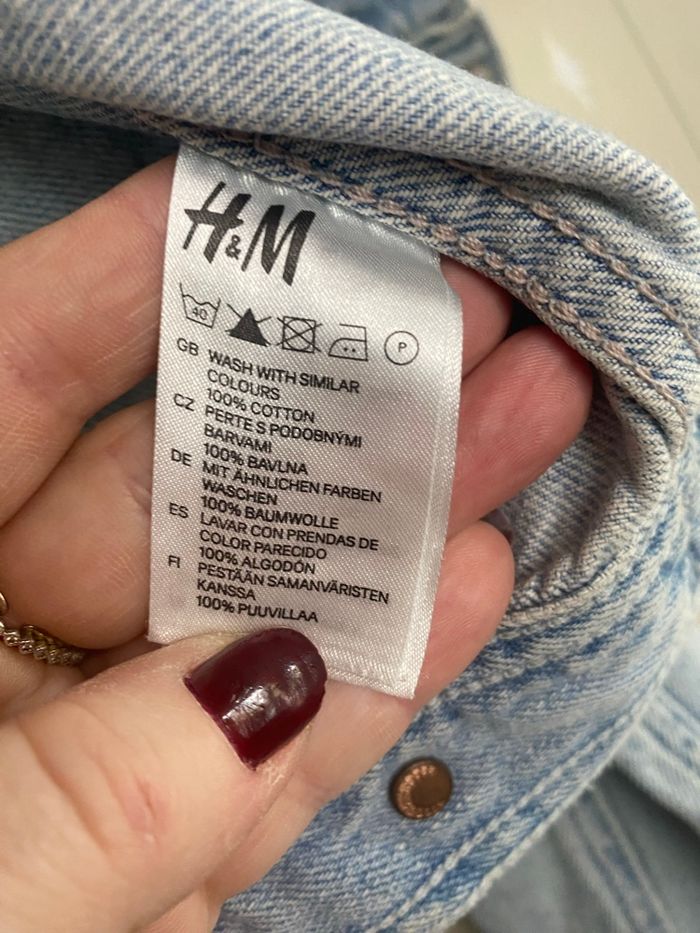 H&M
40
P
GB WASH WITH SIMILAR
COLOURS
100% COTTON
CZ PERTE S PODOBNÝMI
BARVAMI
100% BAVLNA
DE MIT ÄHNLICHEN FARBEN
WASCHEN
100% BAUMWOLLE
ES LAVAR CON PRENDAS DE
COLOR PARECIDO
100% ALGODÓN
FI PESTÄÄN SAMANVÄRISTEN
KANSSA
100% PUUVILLAA